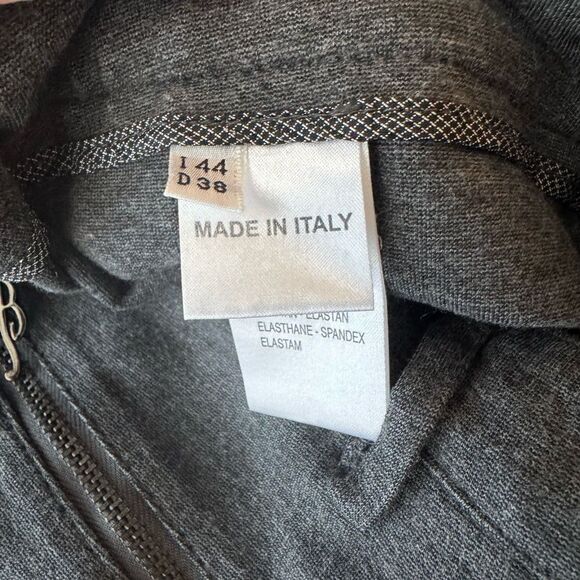 I 44
D 38
MADE IN ITALY
ELASTAN
ELASTHANE - SPANDEX
ELASTAM